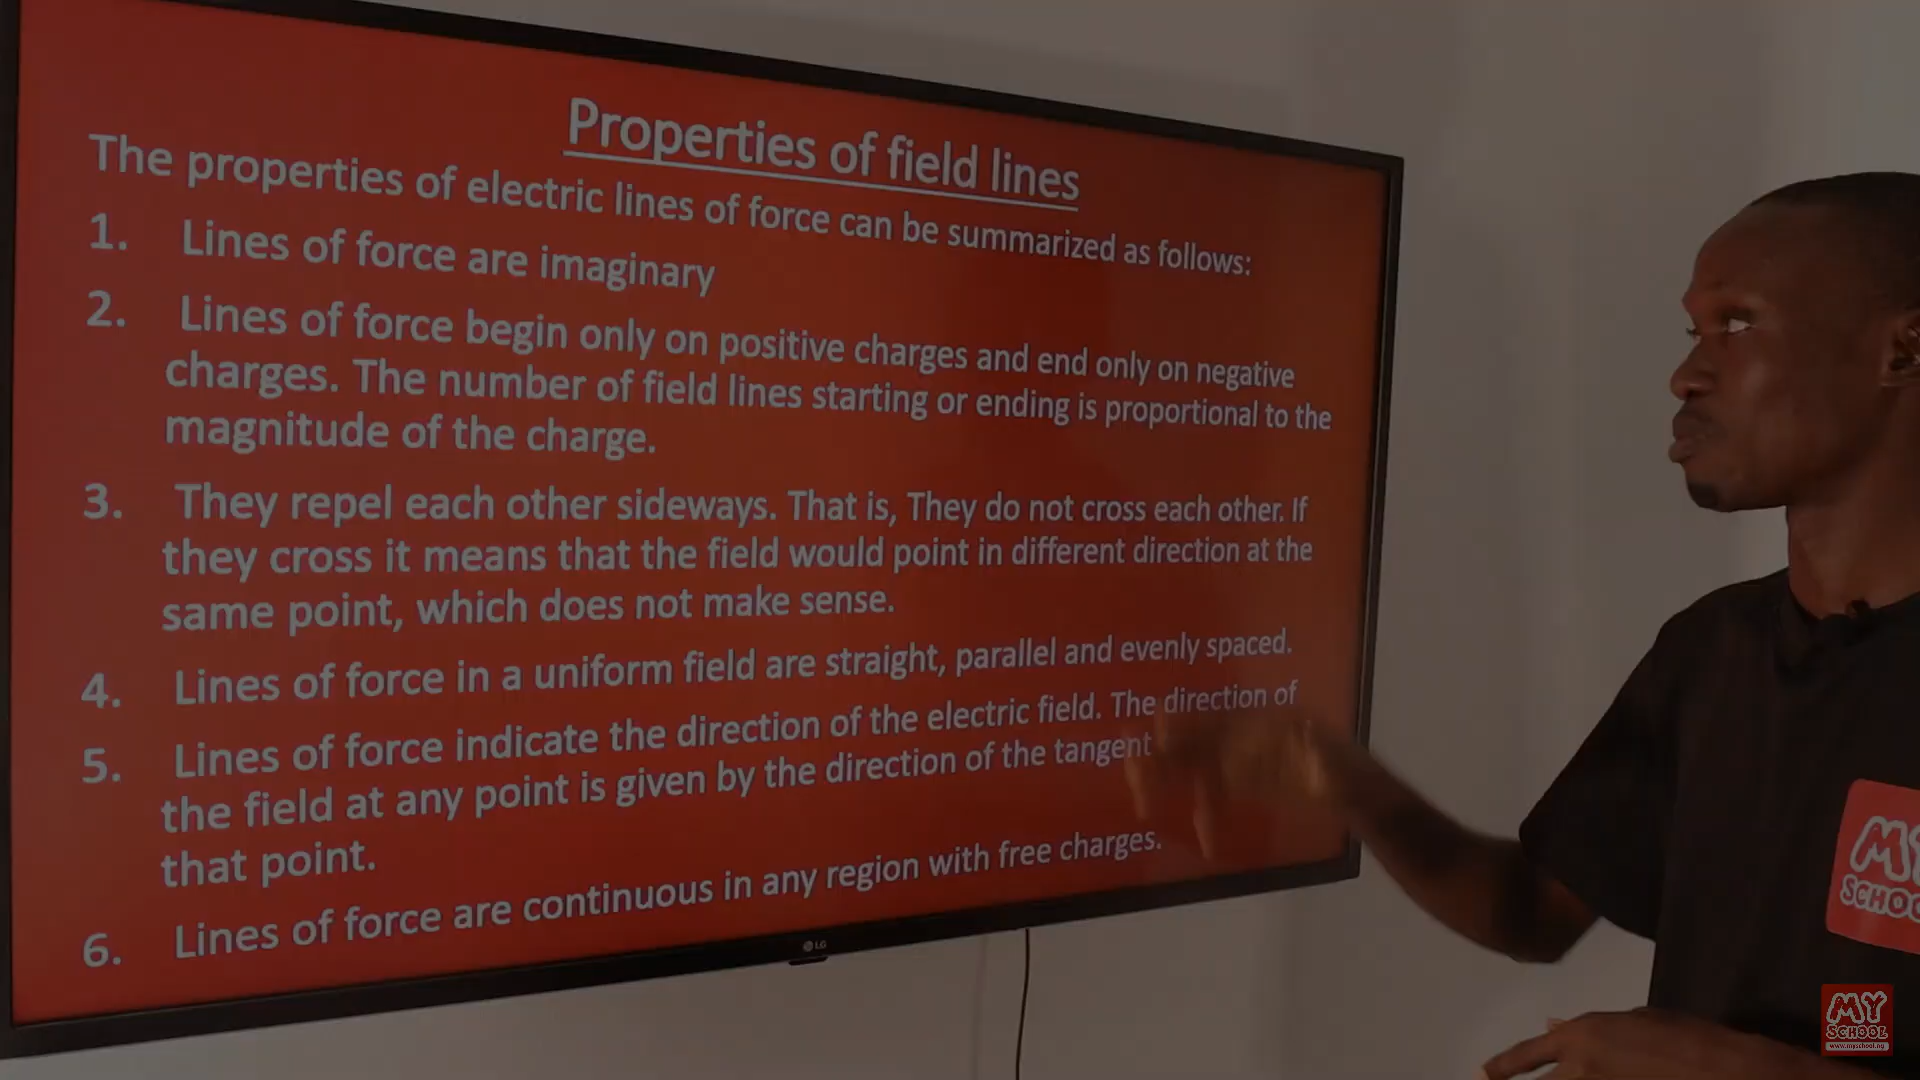 Properties of field lines
The properties of electric lines of force can be summarized as follows:
1. Lines of force are imaginary
2. Lines of force begin only on positive charges and end only on negative
charges. The number of field lines starting or ending is proportional to the
magnitude of the charge.
3. They repel each other sideways. That is, They do not cross each other. If
they cross it means that the field would point in different direction at the
same point, which does not make sense.
4. Lines of force in a uniform field are straight, parallel and evenly spaced.
5. Lines of force indicate the direction of the electric field. The direction of
the field at any point is given by the direction of the tangent
that point.
6. Lines of force are continuous in any region with free charges.
LG
MY
SCHOOL
MY
SCHOOL
www.myschool.ng